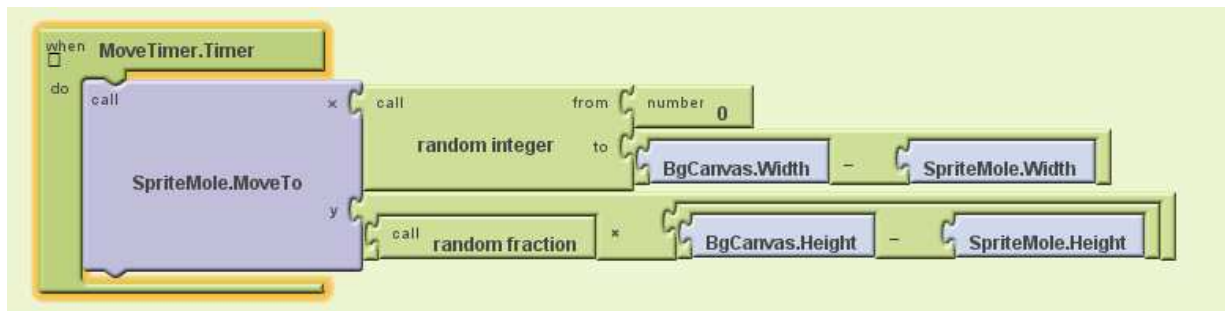 when MoveTimer.Timer
do call x call from number 0
random integer to BgCanvas.Width - SpriteMole.Width
SpriteMole.MoveTo
y call random fraction × BgCanvas.Height - SpriteMole.Height